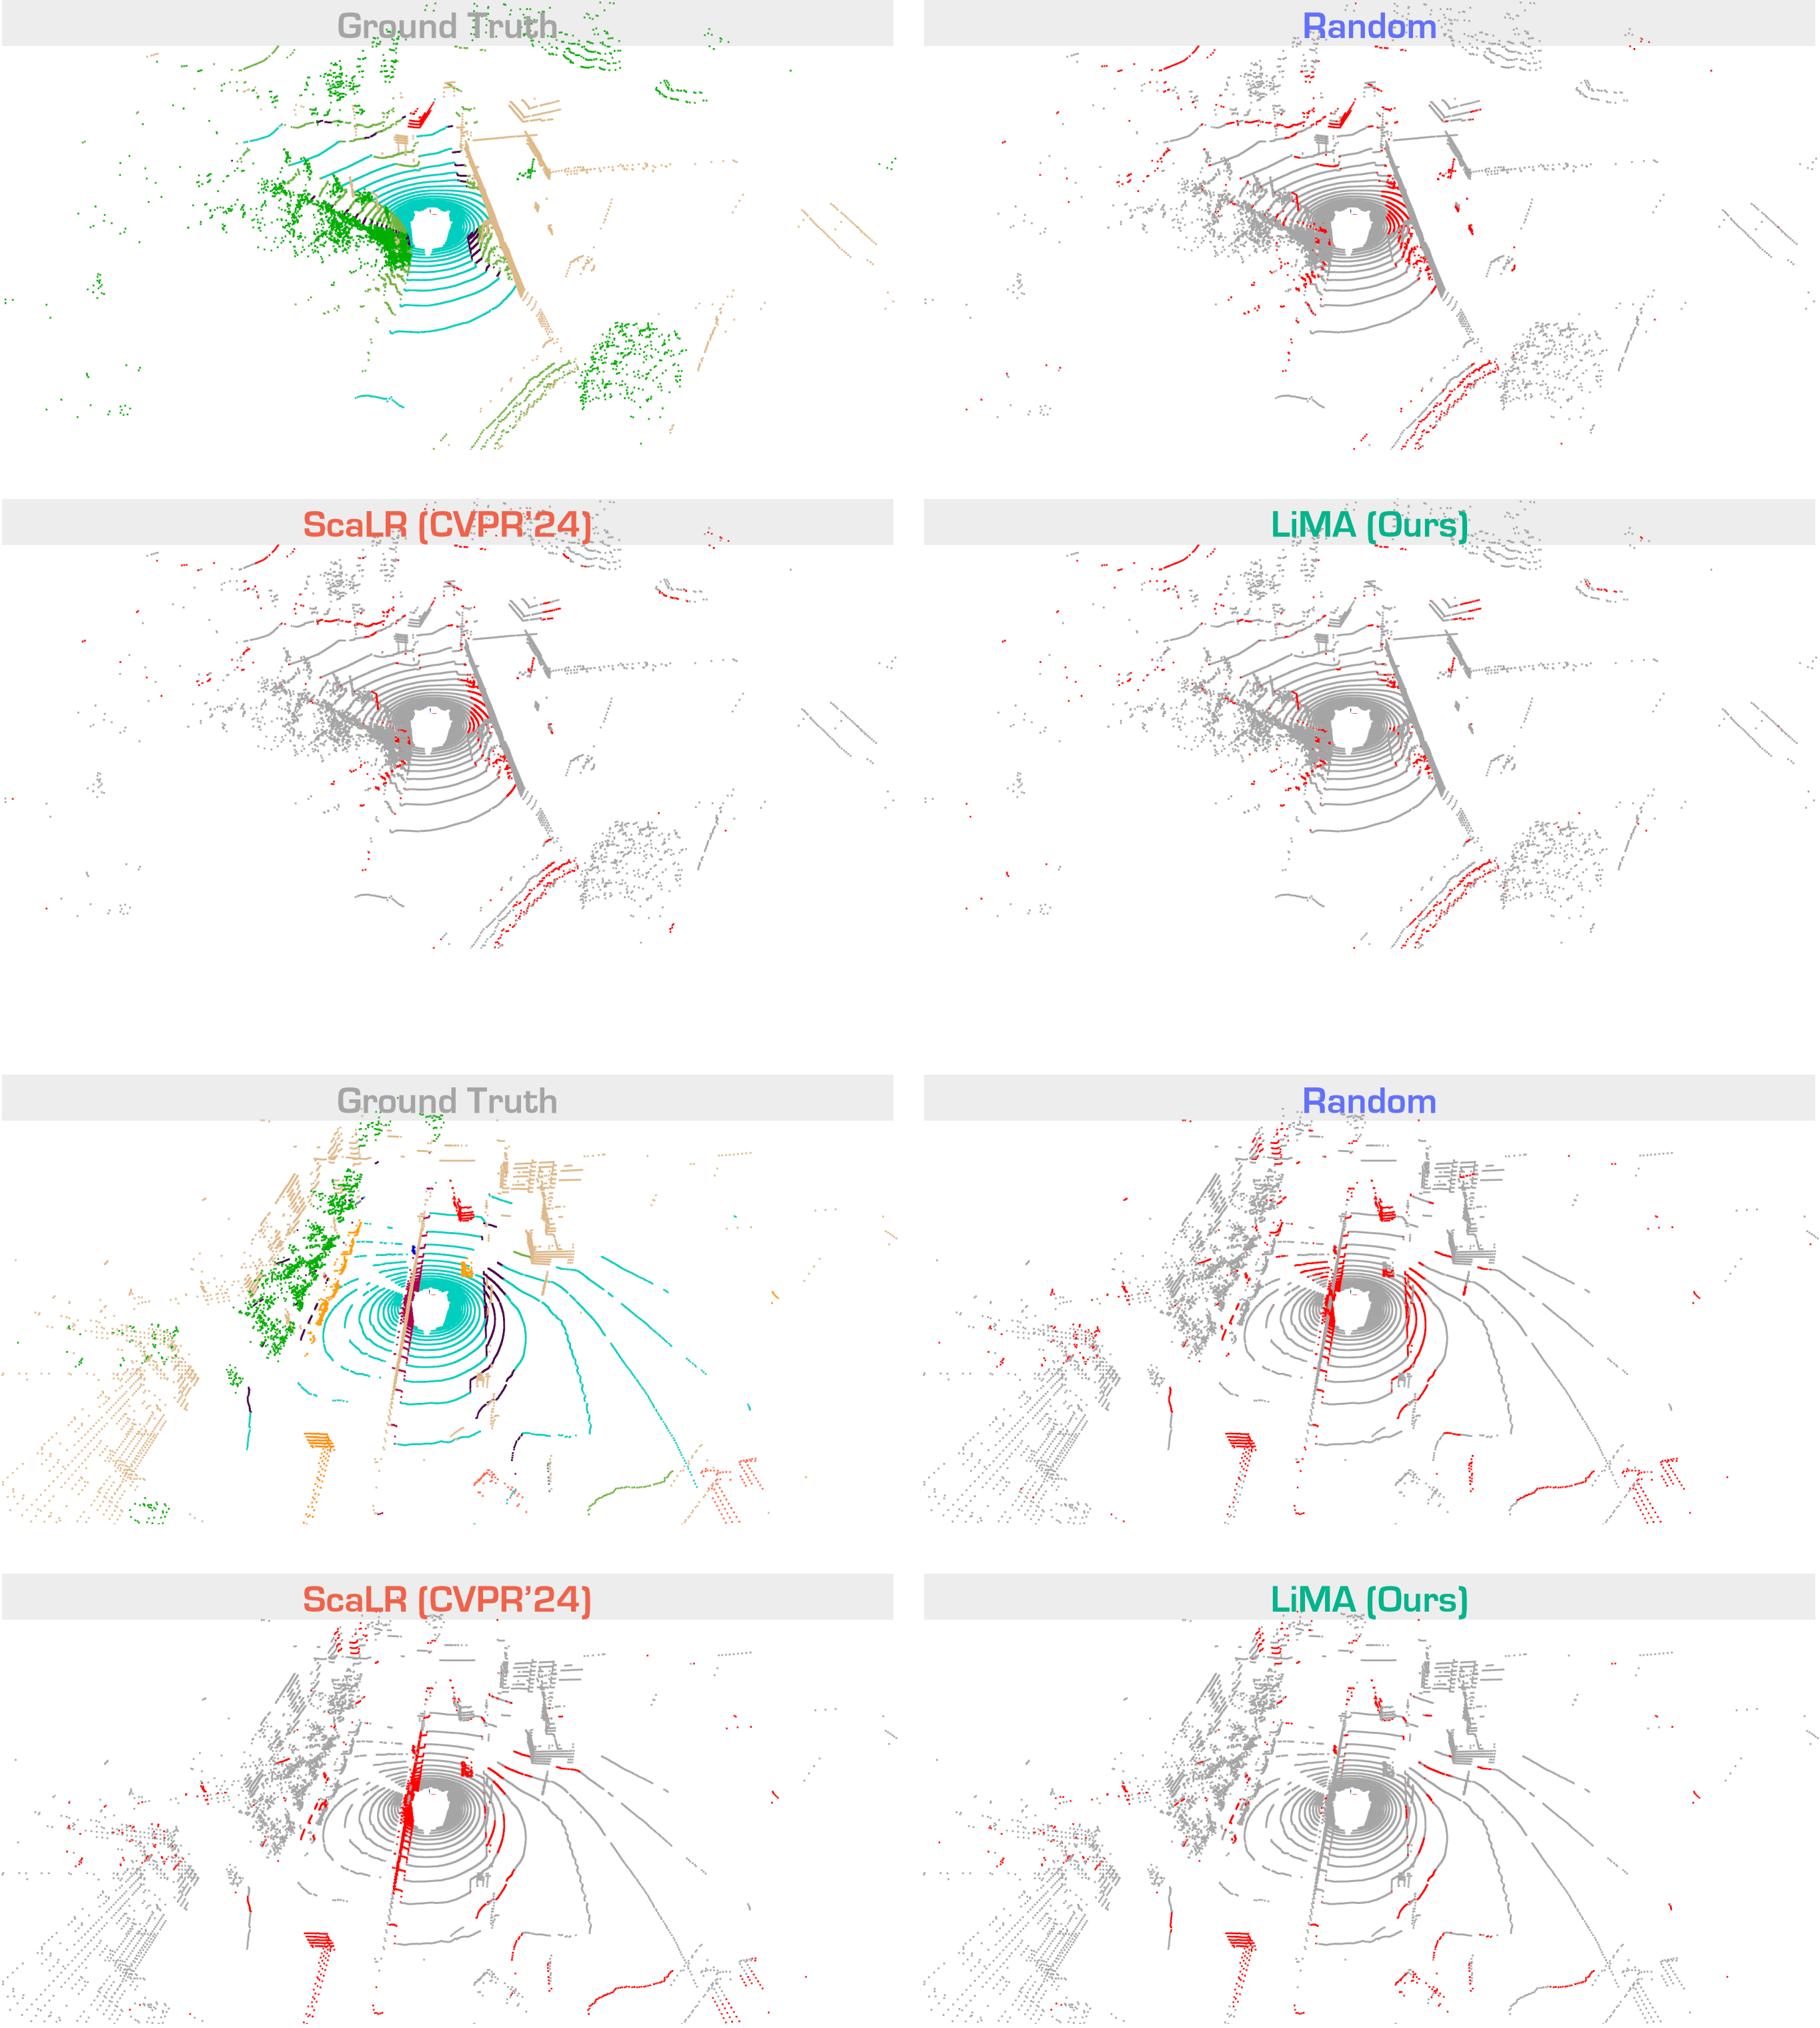 Ground Truth
Random
ScaLR (CVPR'24)
LiMA (Ours)
Ground Truth
Random
ScaLR (CVPR'24)
LiMA (Ours)